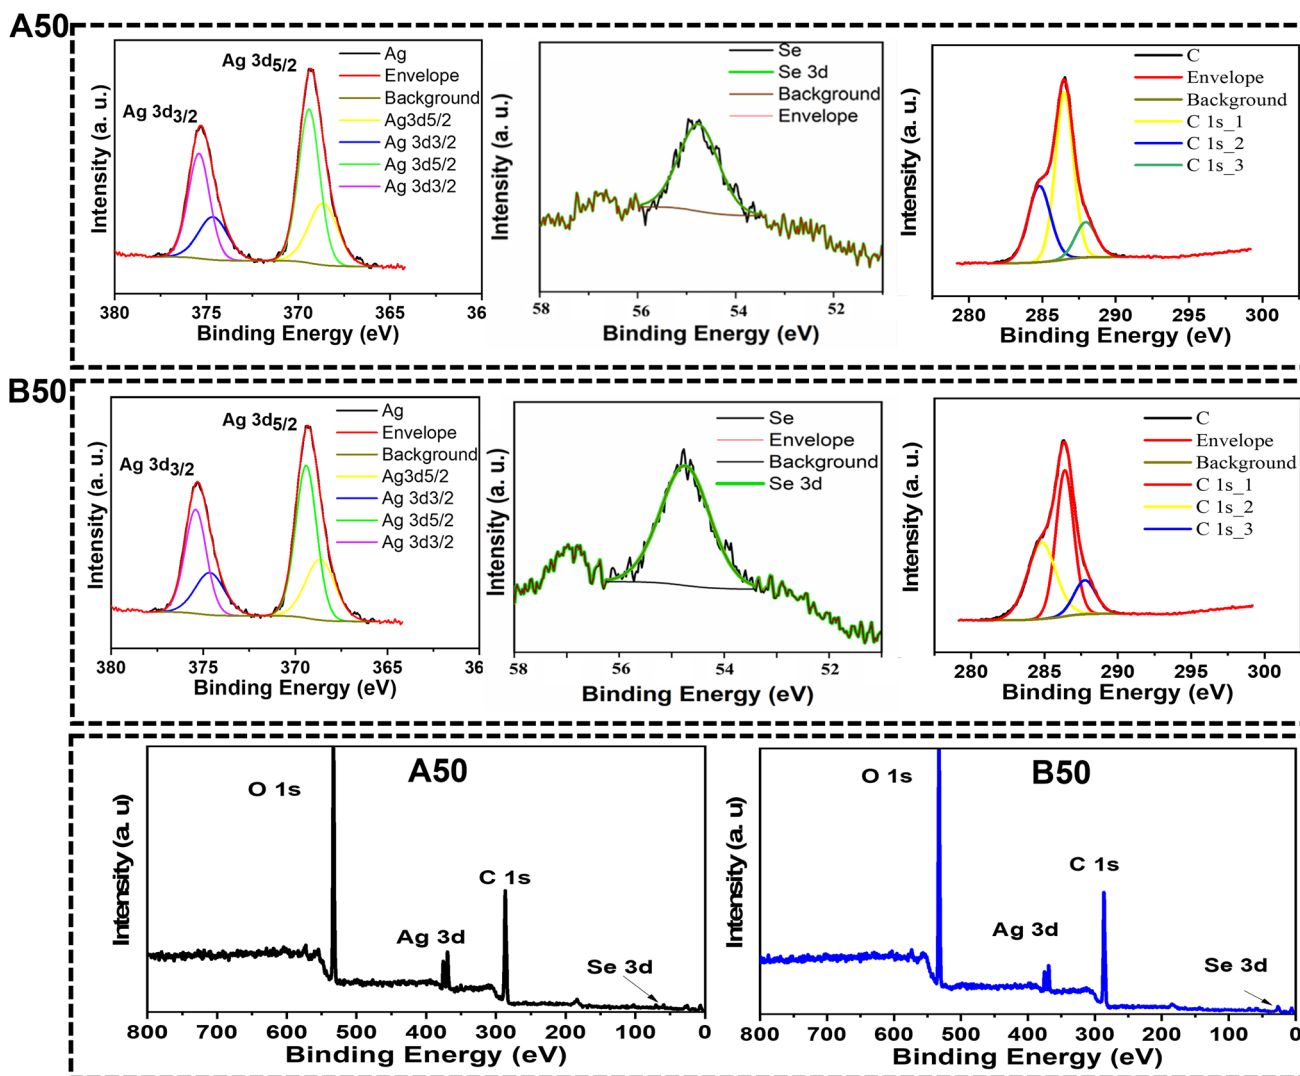 A50
Intensity (a. u.)
Ag 3d5/2
Ag 3d3/2
Ag
Envelope
Background
Ag3d5/2
Ag 3d3/2
Ag 3d5/2
Ag 3d3/2
380 375 370 365 36
Binding Energy (eV)
Intensity (a. u.)
Se
Se 3d
Background
Envelope
58 56 54 52
Binding Energy (eV)
Intensity (a. u.)
C
Envelope
Background
C 1s_1
C 1s_2
C 1s_3
280 285 290 295 300
Binding Energy (eV)
B50
Intensity (a. u.)
Ag 3d5/2
Ag 3d3/2
Ag
Envelope
Background
Ag3d5/2
Ag 3d3/2
Ag 3d5/2
Ag 3d3/2
380 375 370 365 36
Binding Energy (eV)
Intensity (a. u.)
Se
Envelope
Background
Se 3d
58 56 54 52
Binding Energy (eV)
Intensity (a. u.)
C
Envelope
Background
C 1s_1
C 1s_2
C 1s_3
280 285 290 295 300
Binding Energy (eV)
Intensity (a. u)
A50
O 1s
C 1s
Ag 3d
Se 3d
800 700 600 500 400 300 200 100 0
Binding Energy (eV)
Intensity (a. u)
B50
O 1s
C 1s
Ag 3d
Se 3d
800 700 600 500 400 300 200 100 0
Binding Energy (eV)